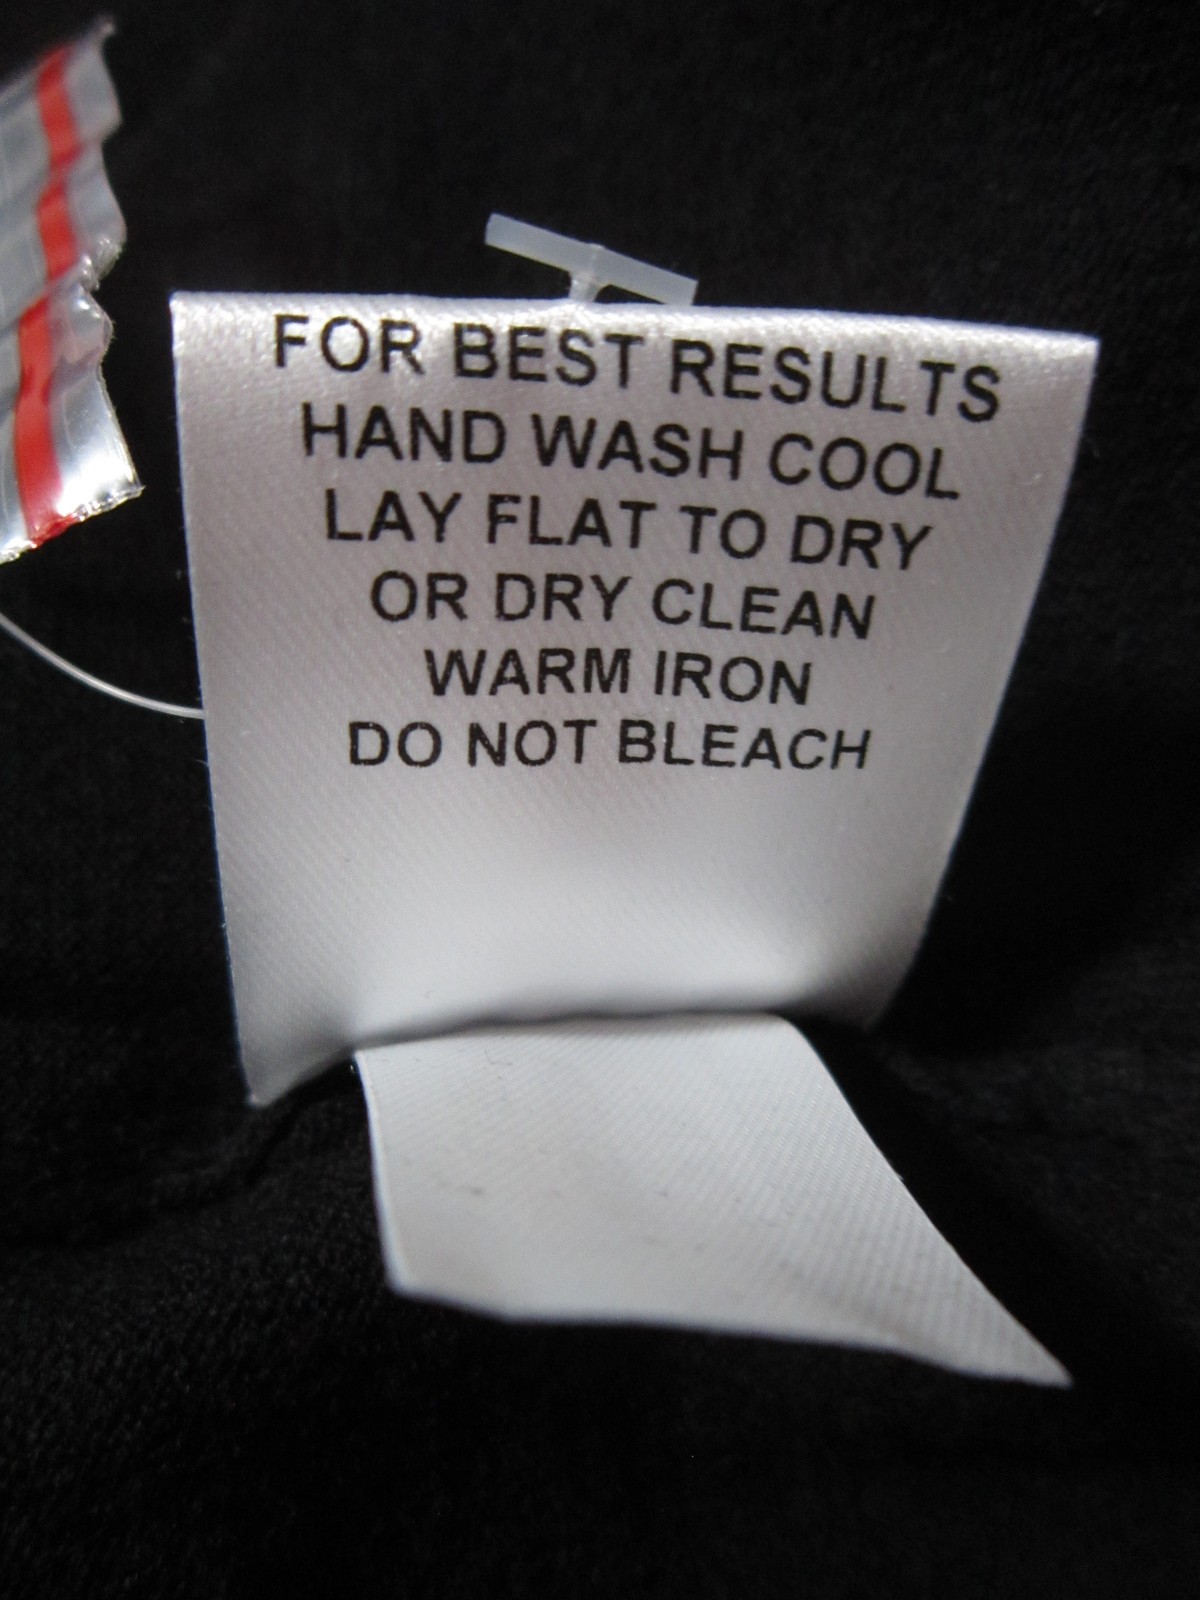 FOR BEST RESULTS
HAND WASH COOL
LAY FLAT TO DRY
OR DRY CLEAN
WARM IRON
DO NOT BLEACH